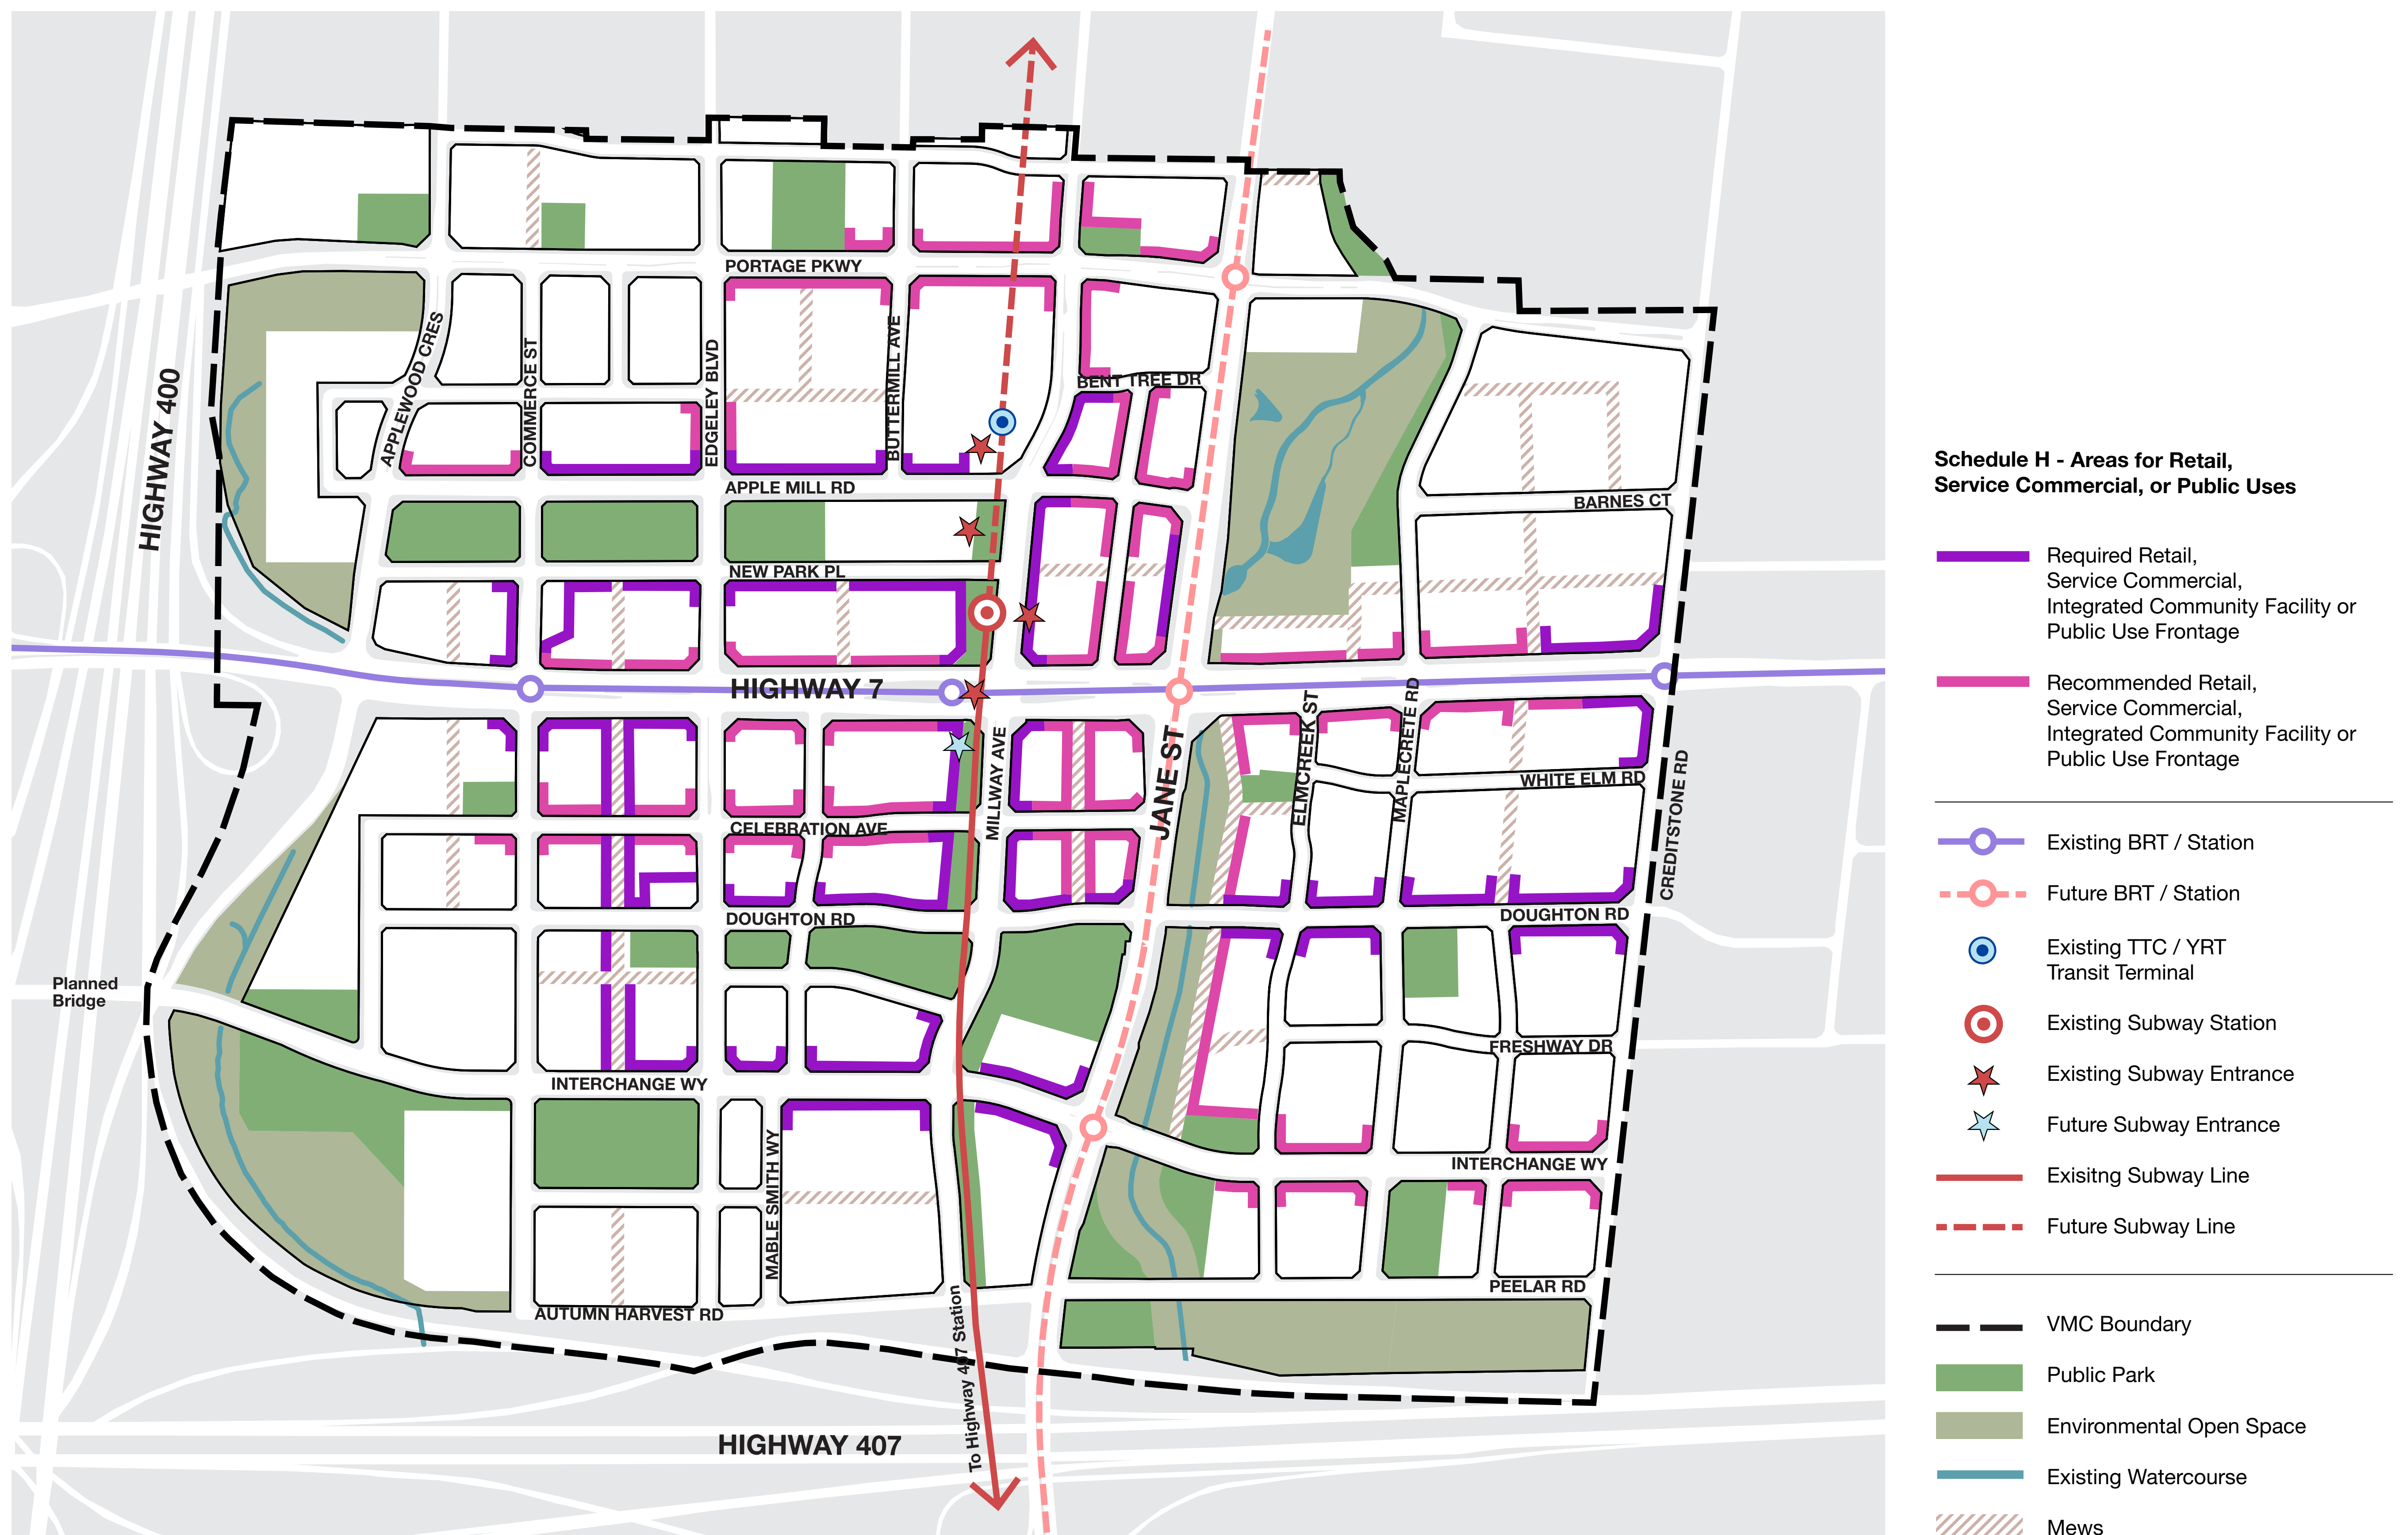 PORTAGE PKWY
HIGHWAY 400
APPLEWOOD CRES
COMMERCE ST
EDGELEY BLVD
BUTTERMILL AVE
BENT TREE DR
APPLE MILL RD
BARNES CT
NEW PARK PL
HIGHWAY 7
MILLWAY AVE
JANE ST
ELMCREEK ST
MAPLECRETE RD
WHITE ELM RD
CREDITSTONE RD
CELEBRATION AVE
DOUGHTON RD
DOUGHTON RD
Planned
Bridge
FRESHWAY DR
INTERCHANGE WY
INTERCHANGE WY
MABLE SMITH WY
PEELAR RD
AUTUMN HARVEST RD
To Highway 407 Station
HIGHWAY 407
Schedule H - Areas for Retail,
Service Commercial, or Public Uses
Required Retail,
Service Commercial,
Integrated Community Facility or
Public Use Frontage
Recommended Retail,
Service Commercial,
Integrated Community Facility or
Public Use Frontage
Existing BRT / Station
Future BRT / Station
Existing TTC / YRT
Transit Terminal
Existing Subway Station
Existing Subway Entrance
Future Subway Entrance
Exisitng Subway Line
Future Subway Line
VMC Boundary
Public Park
Environmental Open Space
Existing Watercourse
Mews